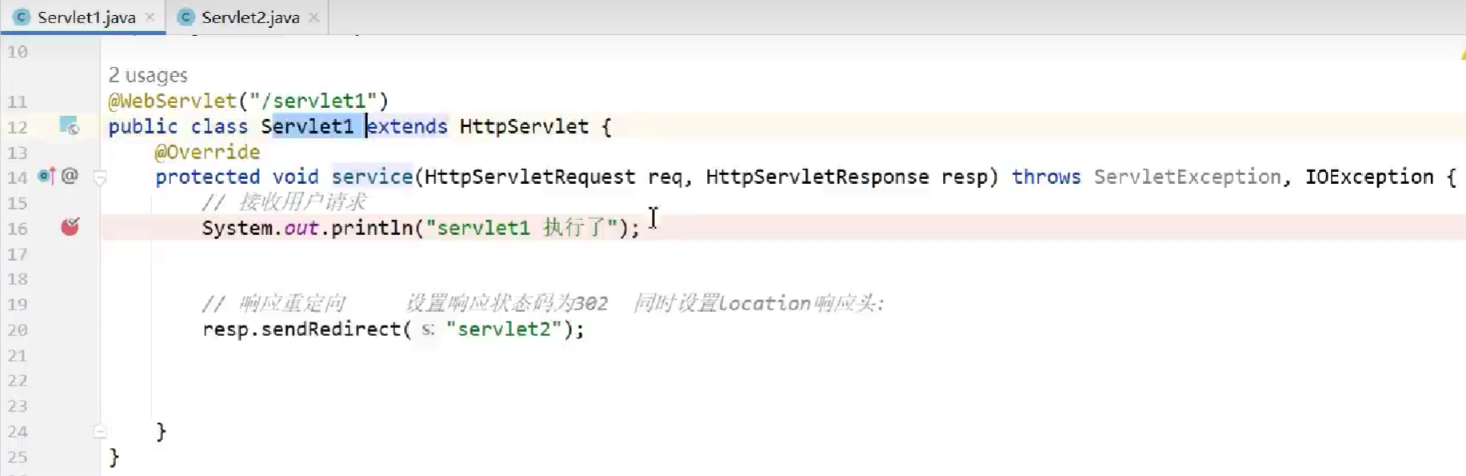 Servlet1.java × Servlet2.java ×
10
2 usages
11 @WebServlet("/servlet1")
12 public class Servlet1 extends HttpServlet {
13 @Override
14 @ protected void service(HttpServletRequest req, HttpServletResponse resp) throws ServletException, IOException {
15 // 接收用户请求
16 System.out.println("servlet1 执行了");
17
18
19 // 响应重定向 设置响应状态码为302 同时设置location响应头:
20 resp.sendRedirect( s: "servlet2");
21
22
23
24 }
25 }